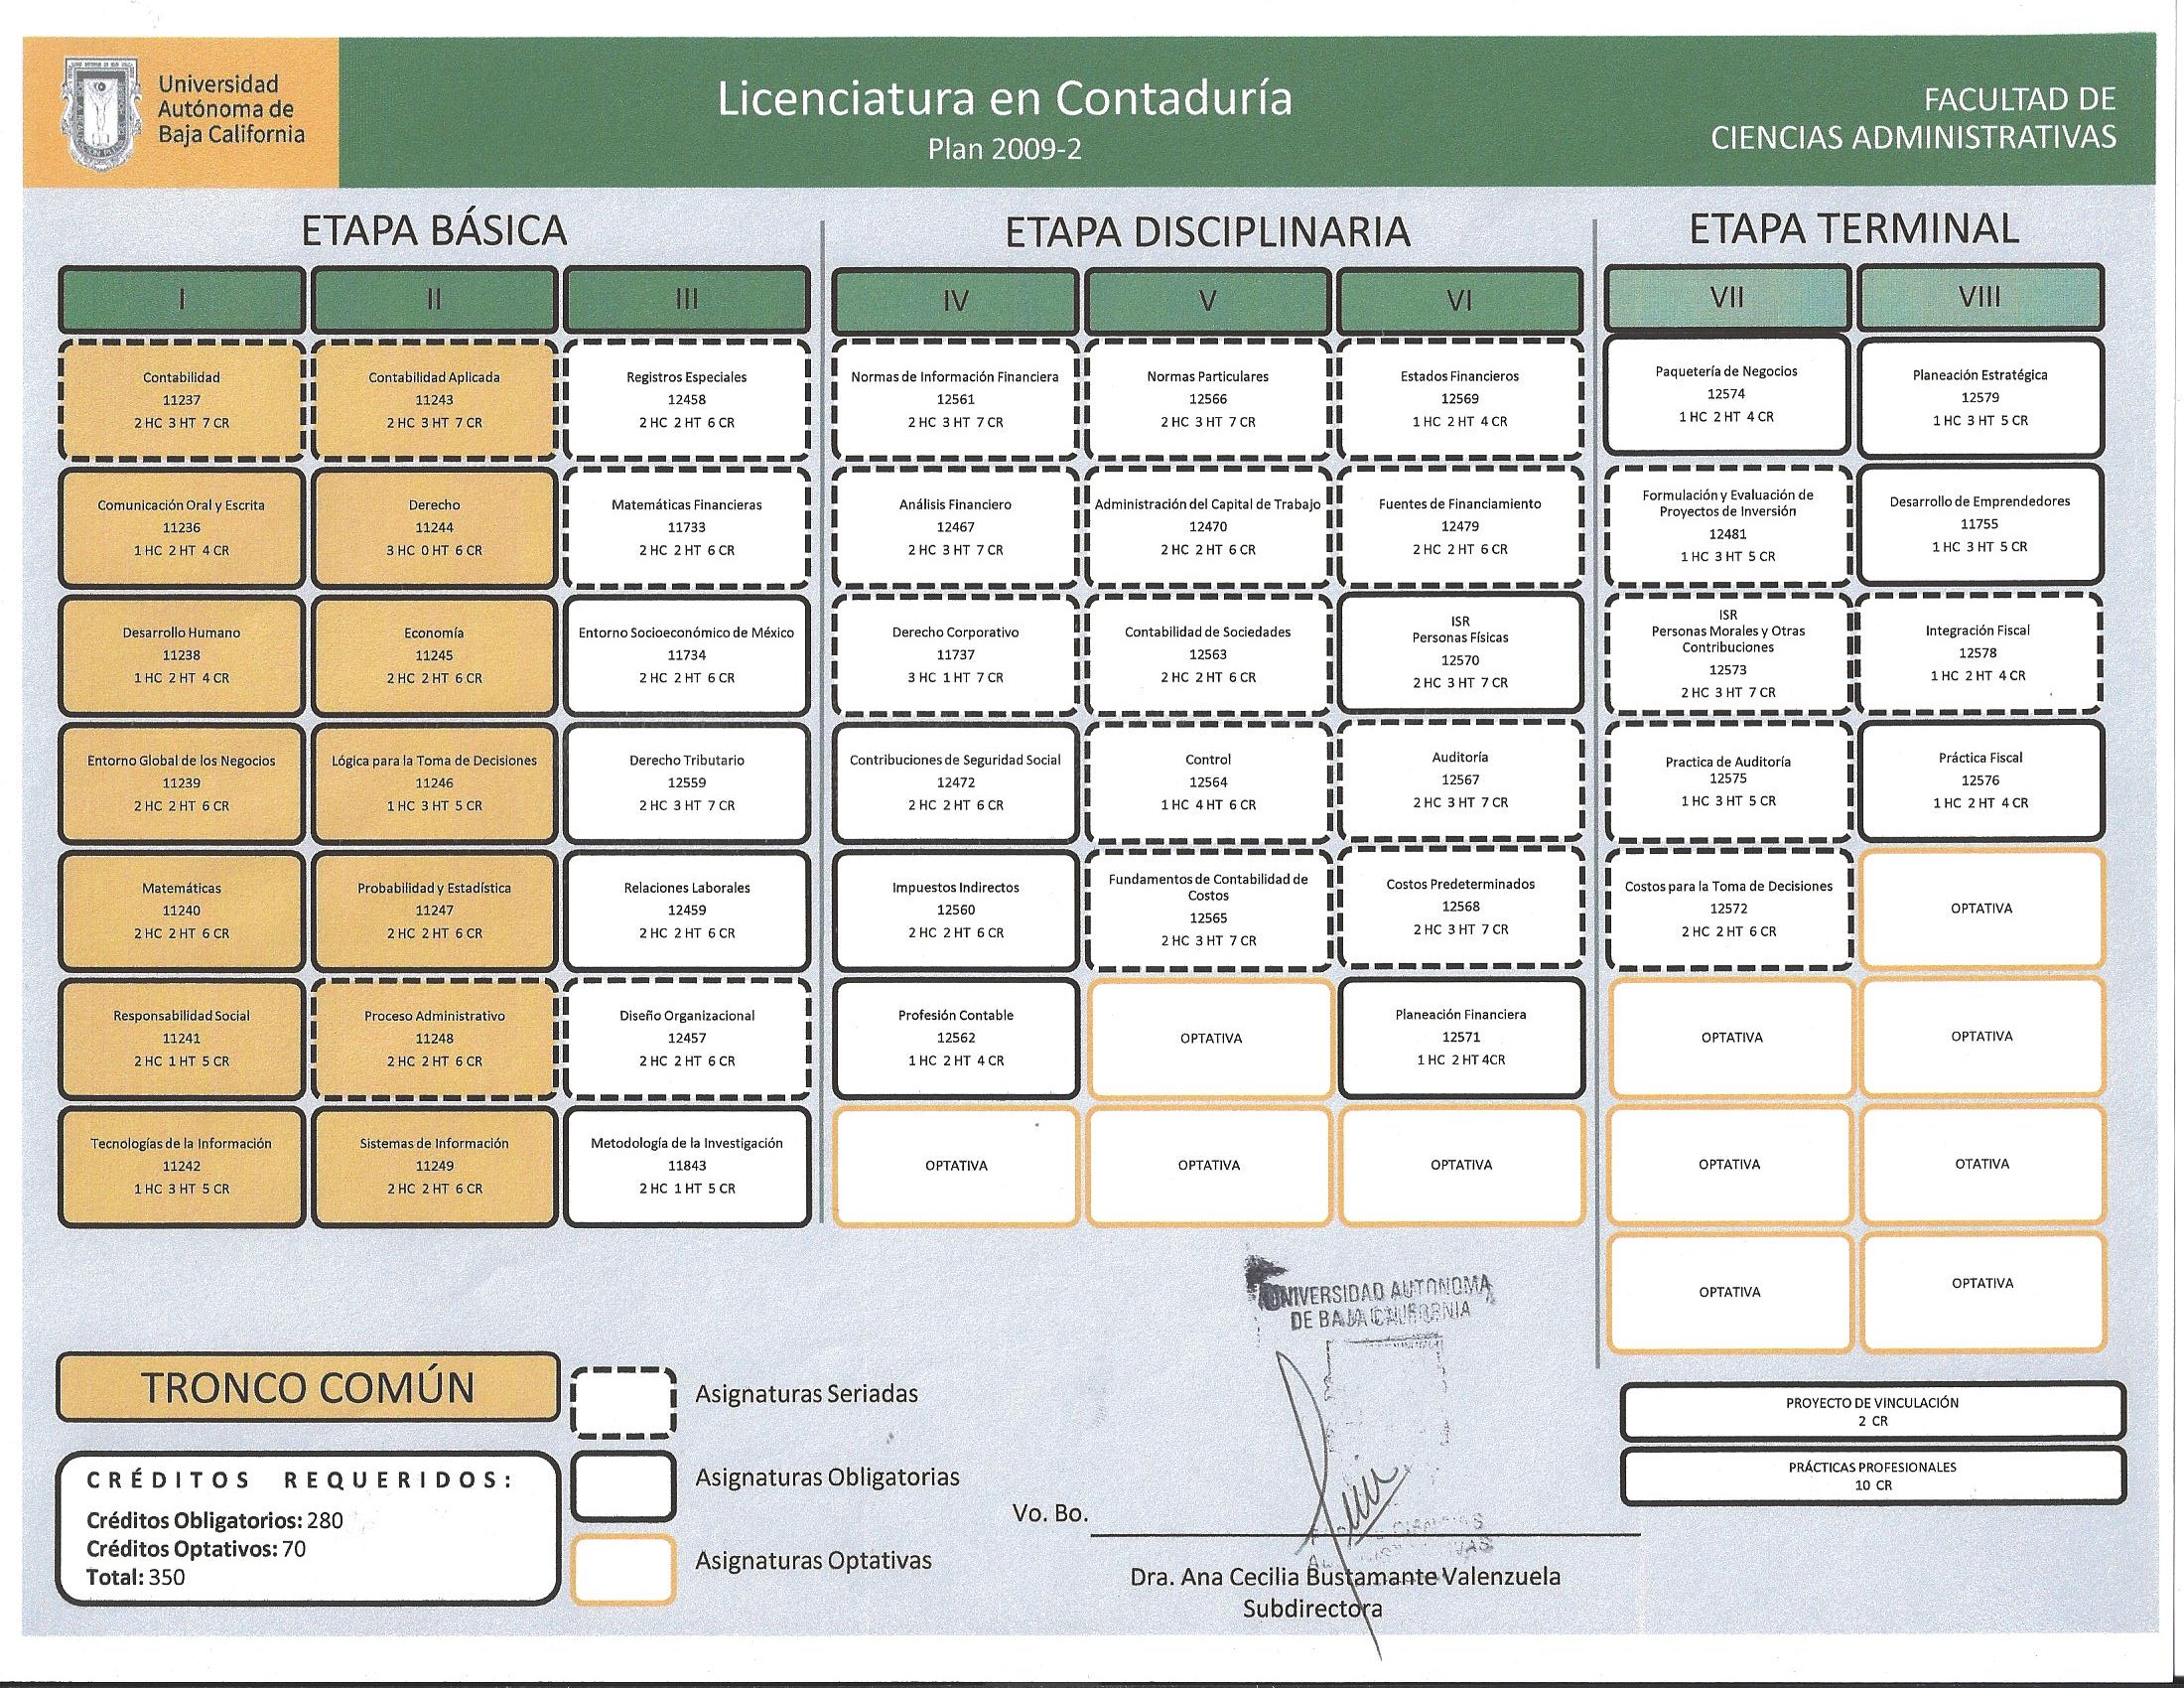 Universidad
Autónoma de
Baja California
Licenciatura en Contaduría
Plan 2009-2
FACULTAD DE
CIENCIAS ADMINISTRATIVAS
ETAPA BÁSICA
ETAPA DISCIPLINARIA
ETAPA TERMINAL
I
II
III
IV
V
VI
VII
VIII
Contabilidad
11237
2 HC 3 HT 7 CR
Contabilidad Aplicada
11243
2 HC 3 HT 7 CR
Registros Especiales
12458
2 HC 2 HT 6 CR
Normas de Información Financiera
12561
2 HC 3 HT 7 CR
Normas Particulares
12566
2 HC 3 HT 7 CR
Estados Financieros
12569
1 HC 2 HT 4 CR
Paquetería de Negocios
12574
1 HC 2 HT 4 CR
Planeación Estratégica
12579
1 HC 3 HT 5 CR
Comunicación Oral y Escrita
11236
1 HC 2 HT 4 CR
Derecho
11244
3 HC 0 HT 6 CR
Matemáticas Financieras
11733
2 HC 2 HT 6 CR
Análisis Financiero
12467
2 HC 3 HT 7 CR
Administración del Capital de Trabajo
12470
2 HC 2 HT 6 CR
Fuentes de Financiamiento
12479
2 HC 2 HT 6 CR
Formulación y Evaluación de
Proyectos de Inversión
12481
1 HC 3 HT 5 CR
Desarrollo de Emprendedores
11755
1 HC 3 HT 5 CR
Desarrollo Humano
11238
1 HC 2 HT 4 CR
Economía
11245
2 HC 2 HT 6 CR
Entorno Socioeconómico de México
11734
2 HC 2 HT 6 CR
Derecho Corporativo
11737
3 HC 1 HT 7 CR
Contabilidad de Sociedades
12563
2 HC 2 HT 6 CR
ISR
Personas Físicas
12570
2 HC 3 HT 7 CR
ISR
Personas Morales y Otras
Contribuciones
12573
2 HC 3 HT 7 CR
Integración Fiscal
12578
1 HC 2 HT 4 CR
Entorno Global de los Negocios
11239
2 HC 2 HT 6 CR
Lógica para la Toma de Decisiones
11246
1 HC 3 HT 5 CR
Derecho Tributario
12559
2 HC 3 HT 7 CR
Contribuciones de Seguridad Social
12472
2 HC 2 HT 6 CR
Control
12564
1 HC 4 HT 6 CR
Auditoría
12567
2 HC 3 HT 7 CR
Practica de Auditoría
12575
1 HC 3 HT 5 CR
Práctica Fiscal
12576
1 HC 2 HT 4 CR
Matemáticas
11240
2 HC 2 HT 6 CR
Probabilidad y Estadística
11247
2 HC 2 HT 6 CR
Relaciones Laborales
12459
2 HC 2 HT 6 CR
Impuestos Indirectos
12560
2 HC 2 HT 6 CR
Fundamentos de Contabilidad de
Costos
12565
2 HC 3 HT 7 CR
Costos Predeterminados
12568
2 HC 3 HT 7 CR
Costos para la Toma de Decisiones
12572
2 HC 2 HT 6 CR
OPTATIVA
Responsabilidad Social
11241
2 HC 1 HT 5 CR
Proceso Administrativo
11248
2 HC 2 HT 6 CR
Diseño Organizacional
12457
2 HC 2 HT 6 CR
Profesión Contable
12562
1 HC 2 HT 4 CR
OPTATIVA
Planeación Financiera
12571
1 HC 2 HT 4CR
OPTATIVA
OPTATIVA
Tecnologías de la Información
11242
1 HC 3 HT 5 CR
Sistemas de Información
11249
2 HC 2 HT 6 CR
Metodología de la Investigación
11843
2 HC 1 HT 5 CR
OPTATIVA
OPTATIVA
OPTATIVA
OPTATIVA
OTATIVA
OPTATIVA
OPTATIVA
UNIVERSIDAD AUTONOMA
DE BAJA CALIFORNIA
TRONCO COMÚN
Asignaturas Seriadas
Asignaturas Obligatorias
Asignaturas Optativas
CRÉDITOS REQUERIDOS:
Créditos Obligatorios: 280
Créditos Optativos: 70
Total: 350
PROYECTO DE VINCULACIÓN
2 CR
PRÁCTICAS PROFESIONALES
10 CR
Vo. Bo.
Dra. Ana Cecilia Bustamante Valenzuela
Subdirectora